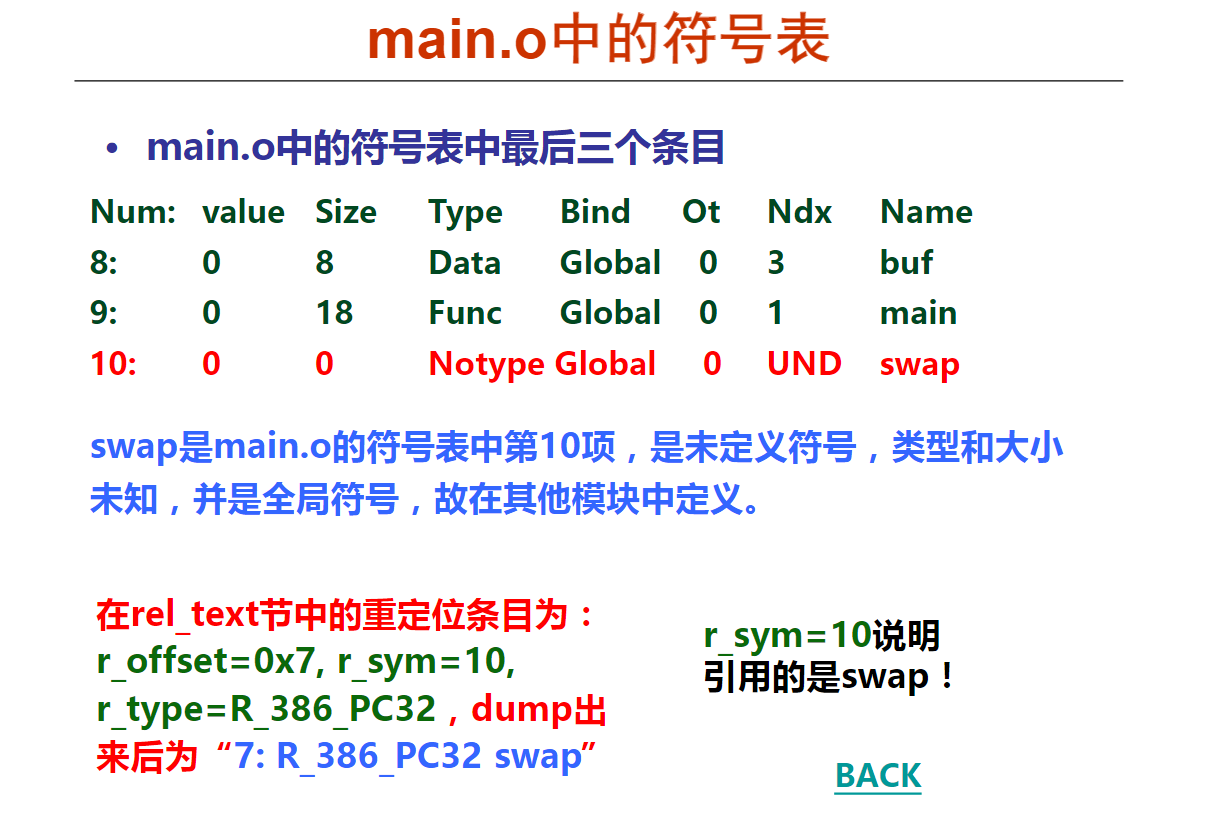 main.o中的符号表
• main.o中的符号表中最后三个条目
Num: value Size Type Bind Ot Ndx Name
8: 0 8 Data Global 0 3 buf
9: 0 18 Func Global 0 1 main
10: 0 0 Notype Global 0 UND swap
swap是main.o的符号表中第10项，是未定义符号，类型和大小
未知，并是全局符号，故在其他模块中定义。
在rel_text节中的重定位条目为：
r_offset=0x7, r_sym=10,
r_type=R_386_PC32，dump出
来后为“7: R_386_PC32 swap”
r_sym=10说明
引用的是swap！
BACK